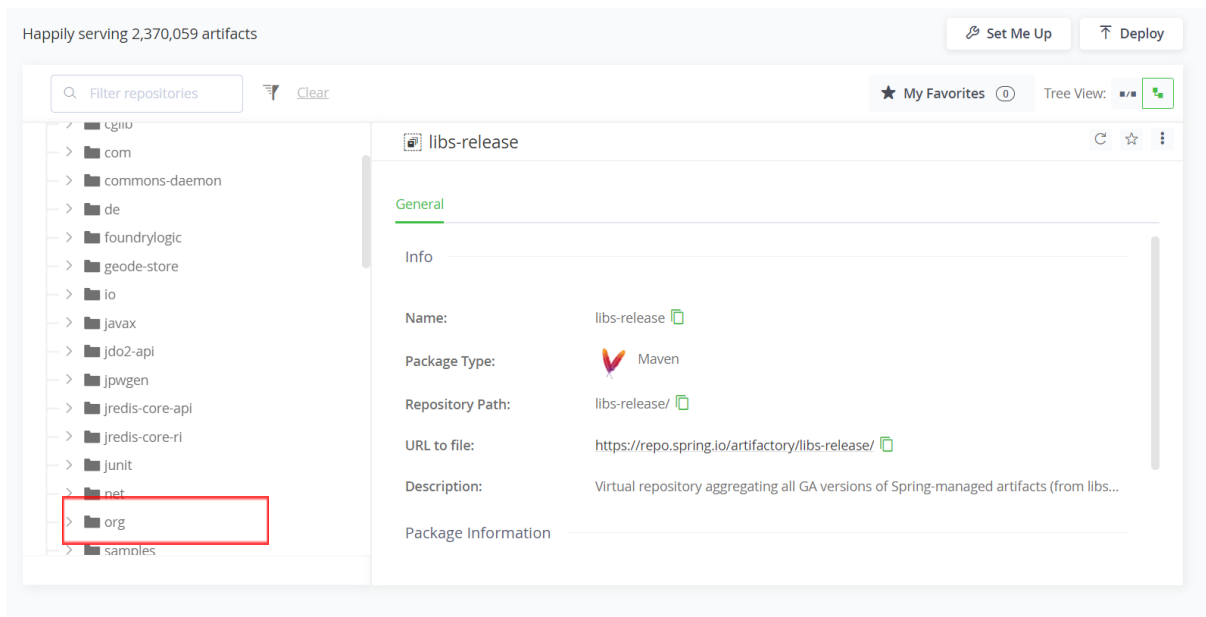 Happily serving 2,370,059 artifacts
Set Me Up
Deploy
Filter repositories
Clear
My Favorites 0
Tree View:
cglib
com
commons-daemon
de
foundrylogic
geode-store
io
javax
jdo2-api
jpwgen
jredis-core-api
jredis-core-ri
junit
net
org
samples
libs-release
General
Info
Name: libs-release
Package Type: Maven
Repository Path: libs-release/
URL to file: https://repo.spring.io/artifactory/libs-release/
Description: Virtual repository aggregating all GA versions of Spring-managed artifacts (from libs...
Package Information